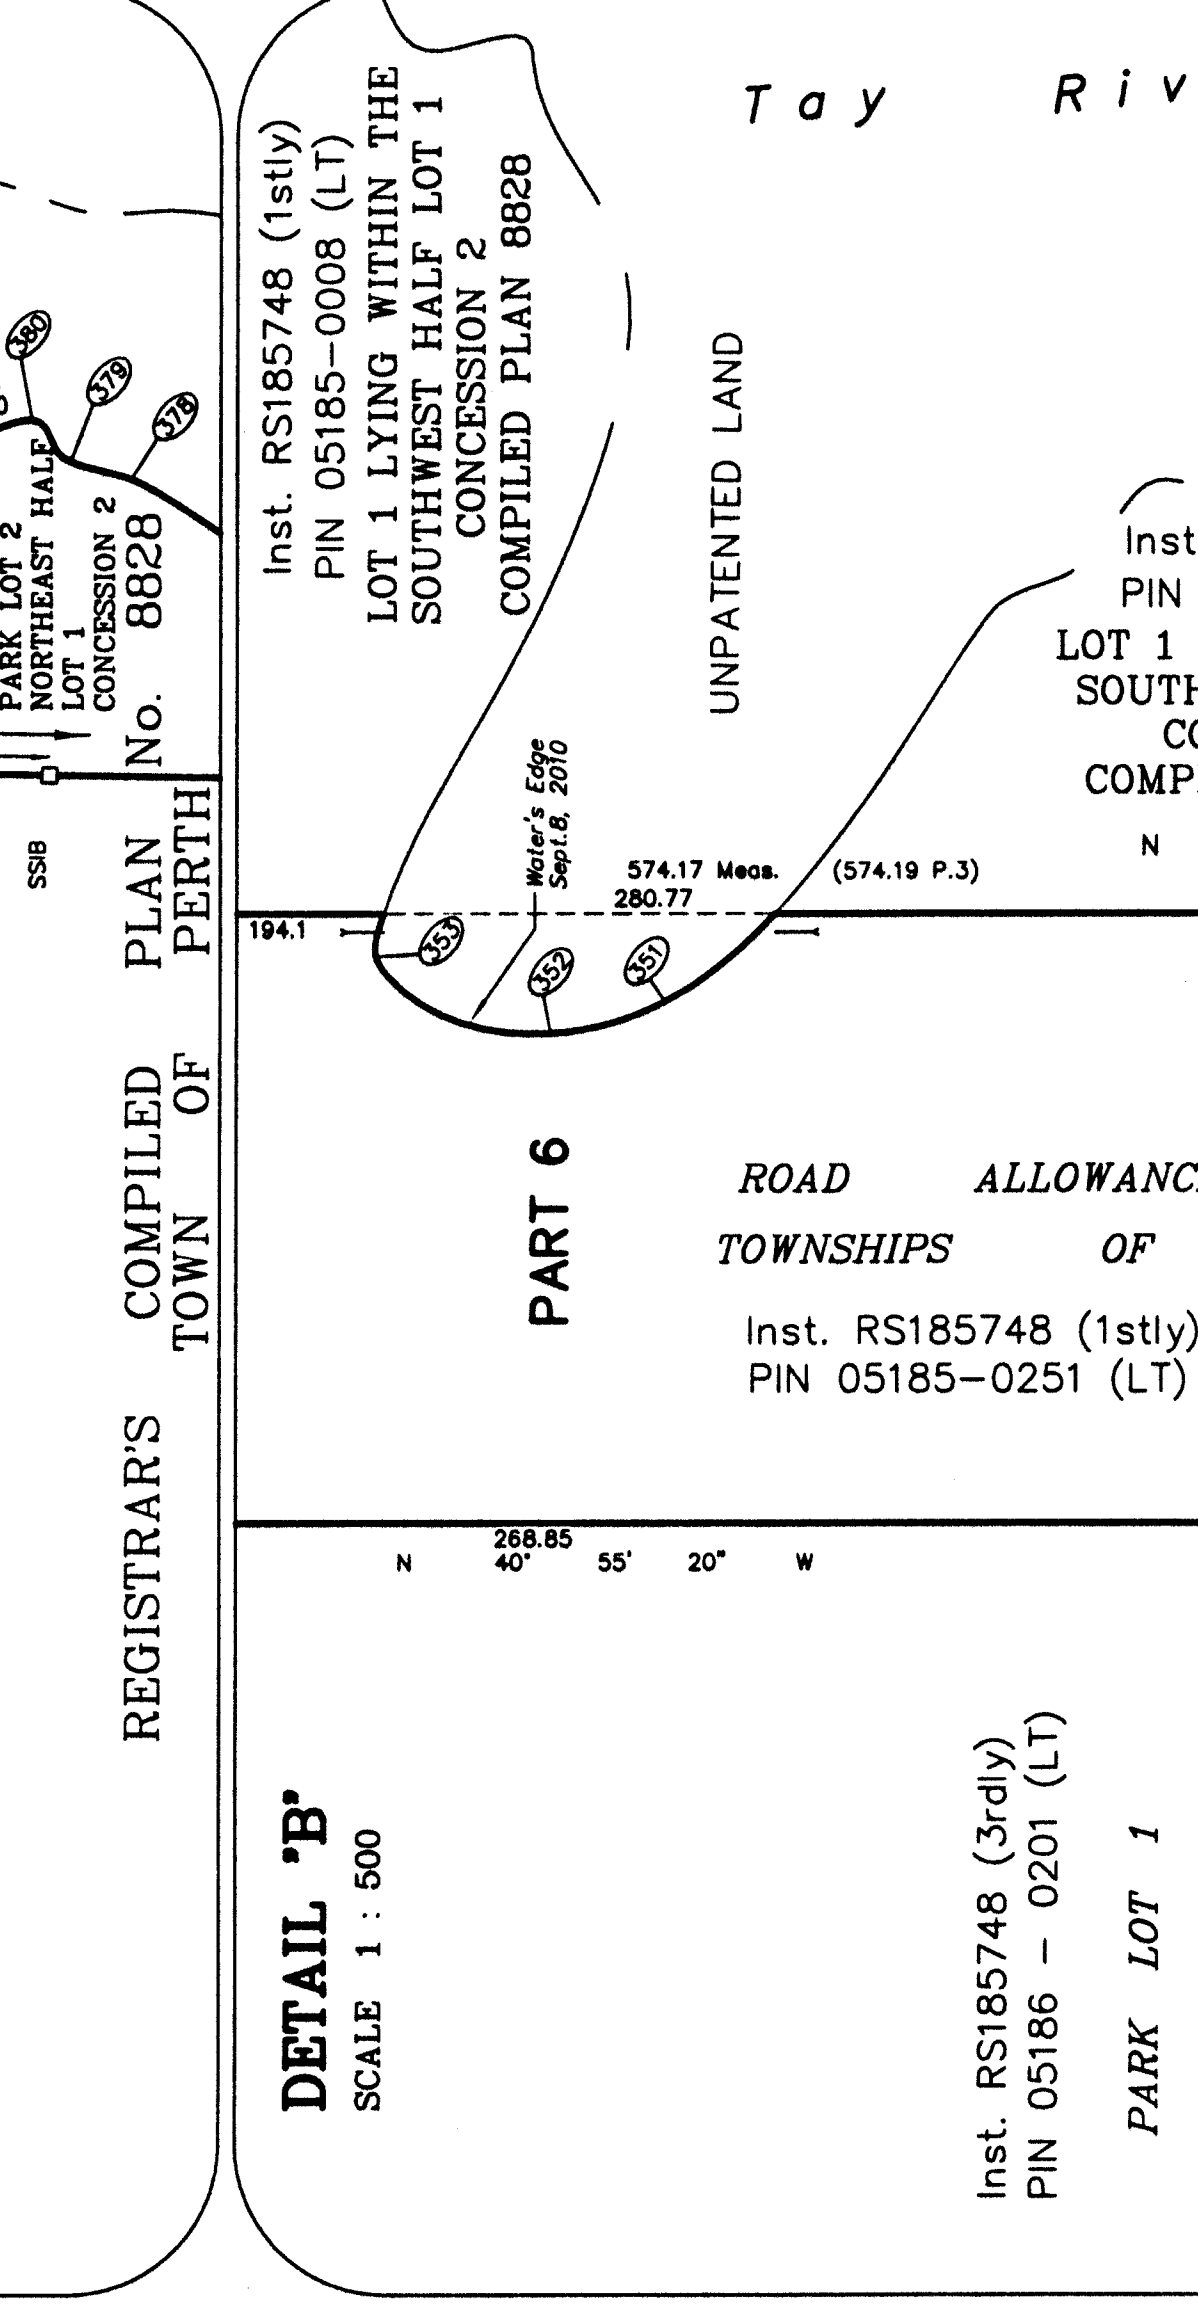 380
379
378
PARK LOT 2
NORTHEAST HALF
LOT 1
CONCESSION 2
SSIB
REGISTRAR'S COMPILED PLAN No. 8828
TOWN OF PERTH
Inst. RS185748 (1stly)
PIN 05185-0008 (LT)
LOT 1 LYING WITHIN THE
SOUTHWEST HALF LOT 1
CONCESSION 2
COMPILED PLAN 8828
Tay Riv
UNPATENTED LAND
Inst
PIN
LOT 1
SOUTH
CO
COMP
N
Water's Edge
Sept.8, 2010
574.17 Meas. (574.19 P.3)
280.77
194.1
353
352
351
PART 6
ROAD ALLOWANC
TOWNSHIPS OF
Inst. RS185748 (1stly)
PIN 05185-0251 (LT)
268.85
N 40° 55' 20" W
DETAIL "B"
SCALE 1 : 500
Inst. RS185748 (3rdly)
PIN 05186 - 0201 (LT)
PARK LOT 1